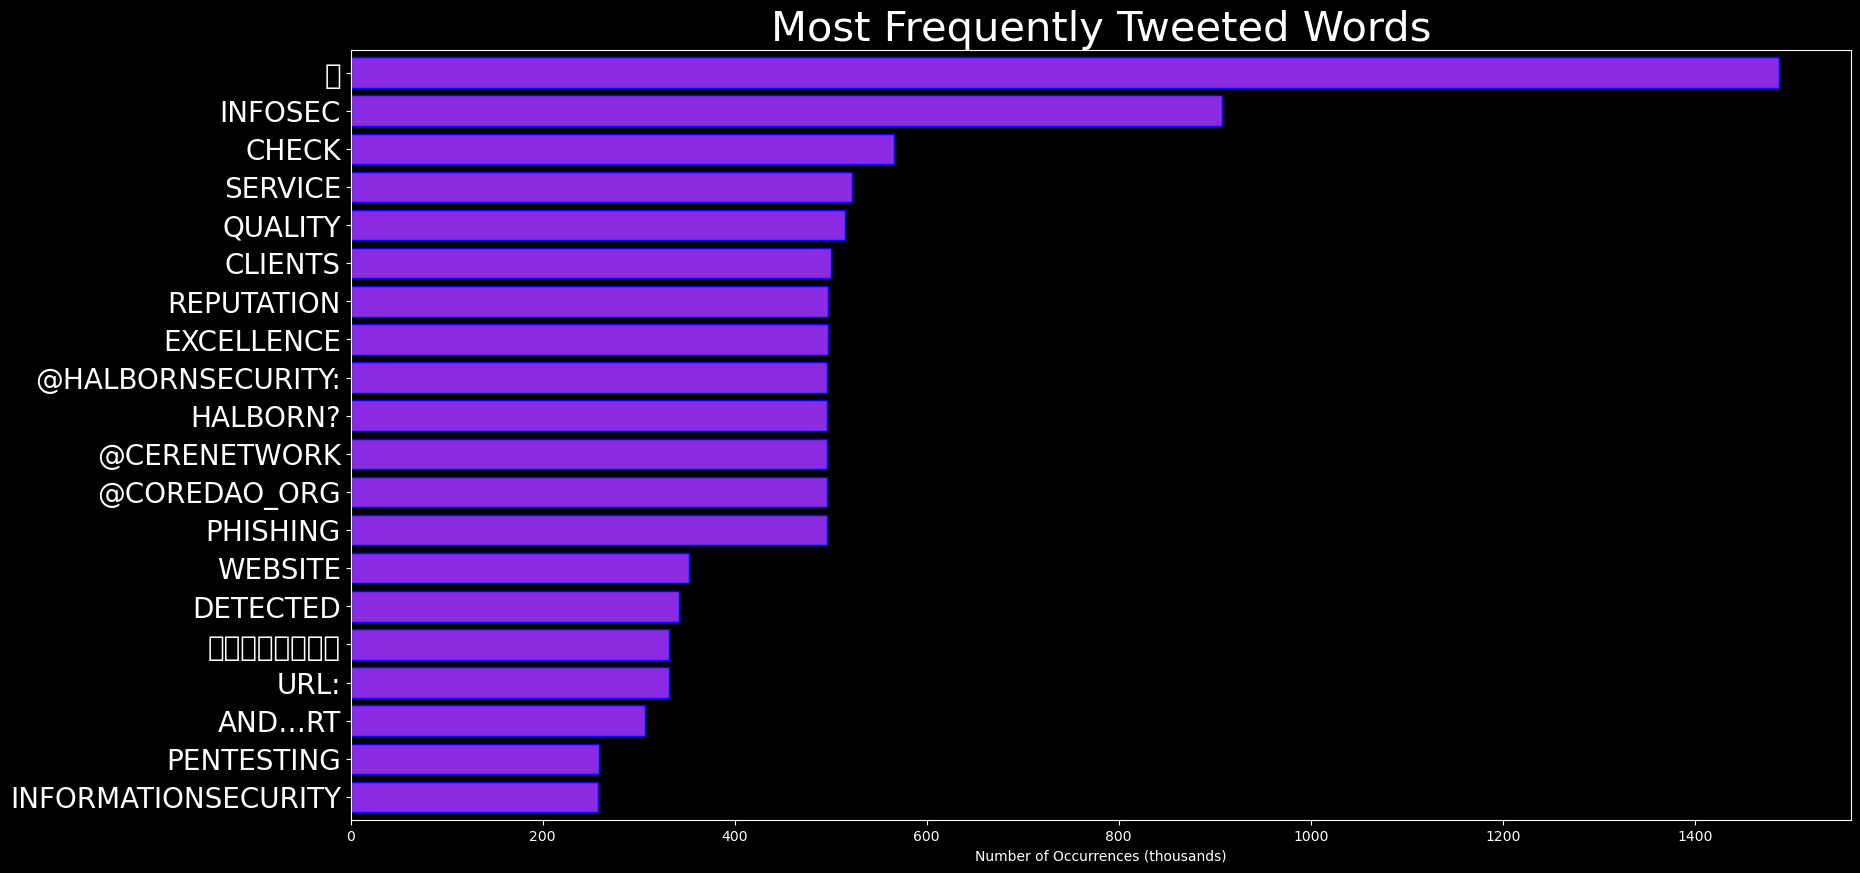 Most Frequently Tweeted Words
INFOSEC
CHECK
SERVICE
QUALITY
CLIENTS
REPUTATION
EXCELLENCE
@HALBORNSECURITY:
HALBORN?
@CERENETWORK
@COREDAO_ORG
PHISHING
WEBSITE
DETECTED
URL:
AND…RT
PENTESTING
INFORMATIONSECURITY
0 200 400 600 800 1000 1200 1400
Number of Occurrences (thousands)